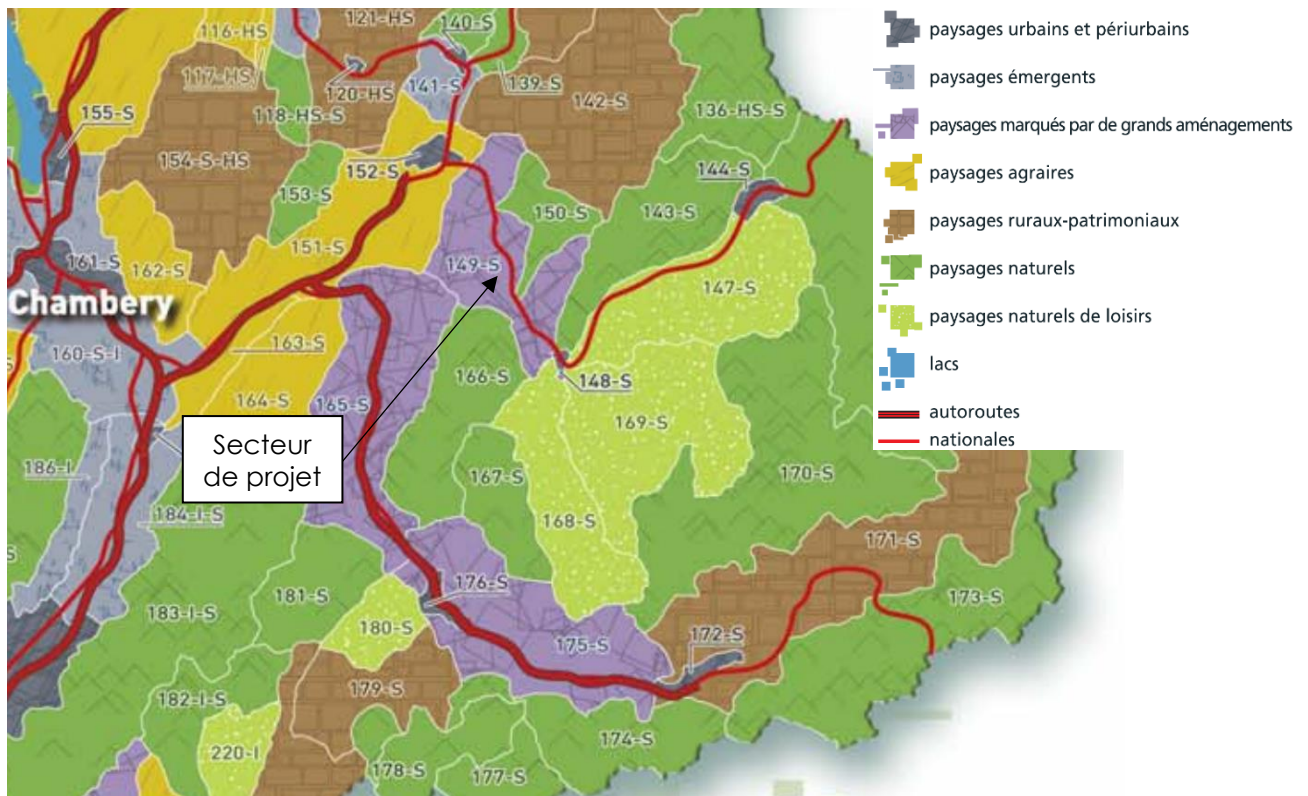 121-HS
140-S
116-HS
117-HS
120-HS
141-S
139-S
118-HS-S
142-S
136-HS-S
155-S
154-S-HS
152-S
144-S
153-S
150-S
143-S
151-S
161-S
162-S
149-S
147-S
Chambery
163-S
160-S-I
148-S
166-S
164-S
165-S
169-S
Secteur
de projet
186-I
167-S
170-S
184-I-S
168-S
171-S
176-S
181-S
173-S
183-I-S
180-S
175-S
172-S
179-S
182-I-S
174-S
220-I
178-S
177-S
paysages urbains et périurbains
paysages émergents
paysages marqués par de grands aménagements
paysages agraires
paysages ruraux-patrimoniaux
paysages naturels
paysages naturels de loisirs
lacs
autoroutes
nationales